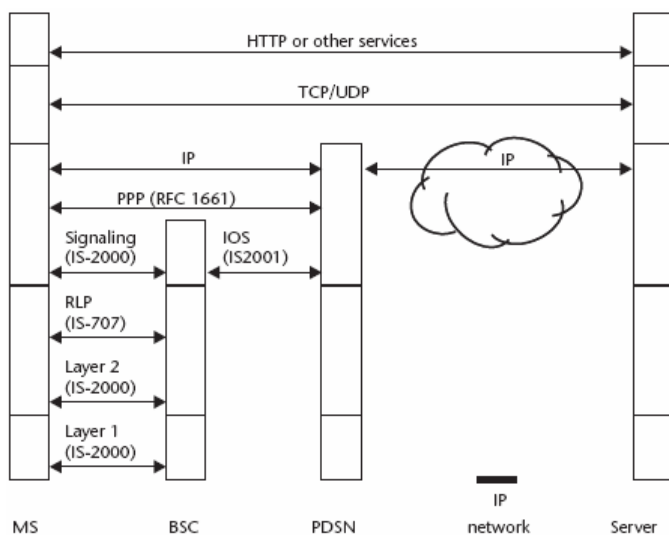 HTTP or other services
TCP/UDP
IP
IP
PPP (RFC 1661)
Signaling
(IS-2000)
IOS
(IS2001)
RLP
(IS-707)
Layer 2
(IS-2000)
Layer 1
(IS-2000)
MS
BSC
PDSN
IP
network
Server